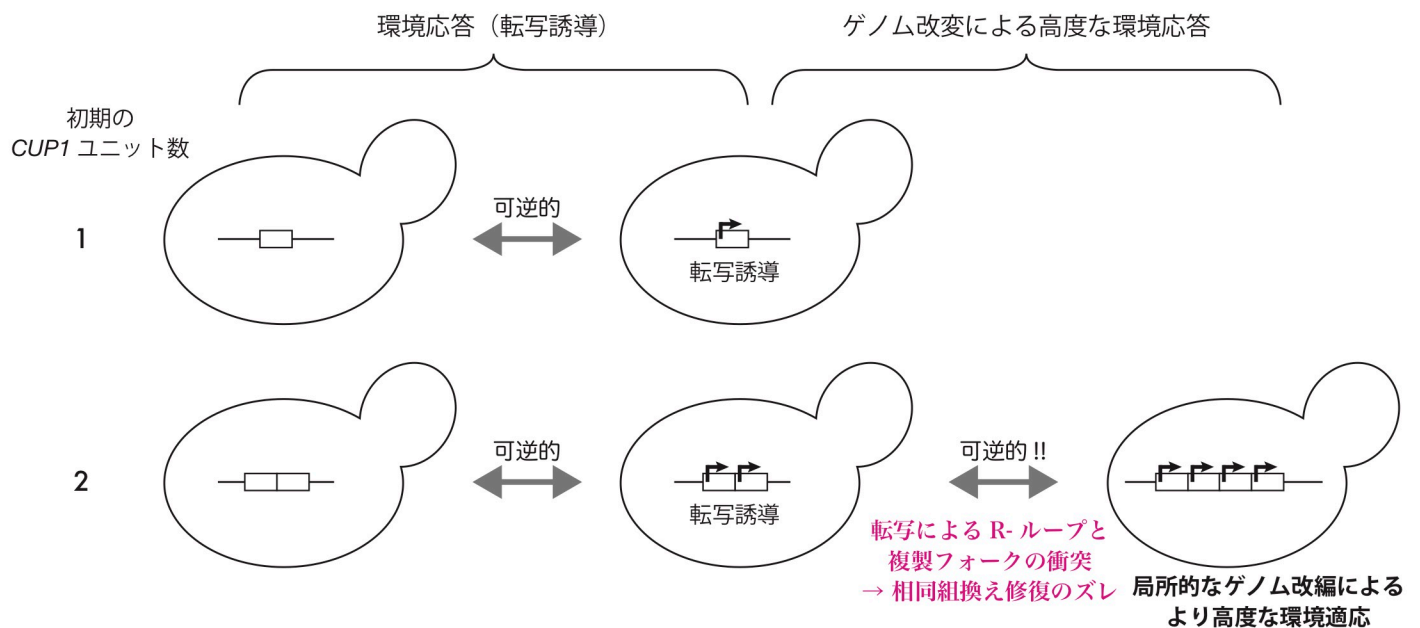 環境応答（転写誘導）
ゲノム改変による高度な環境応答
初期の
CUP1 ユニット数
1
可逆的
転写誘導
2
可逆的
転写誘導
可逆的 !!
転写による R- ループと
複製フォークの衝突
→ 相同組換え修復のズレ
局所的なゲノム改編による
より高度な環境適応